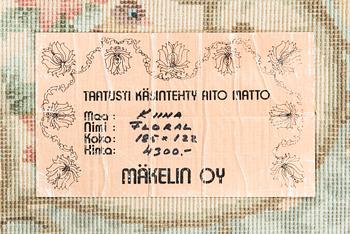 TAATUSTI KÄSINTEHTY AITO MATTO
Maa : KIINA
Nimi : FLORAL
Koko: 185 x 122
Hinta: 4300.-
MÄKELIN OY